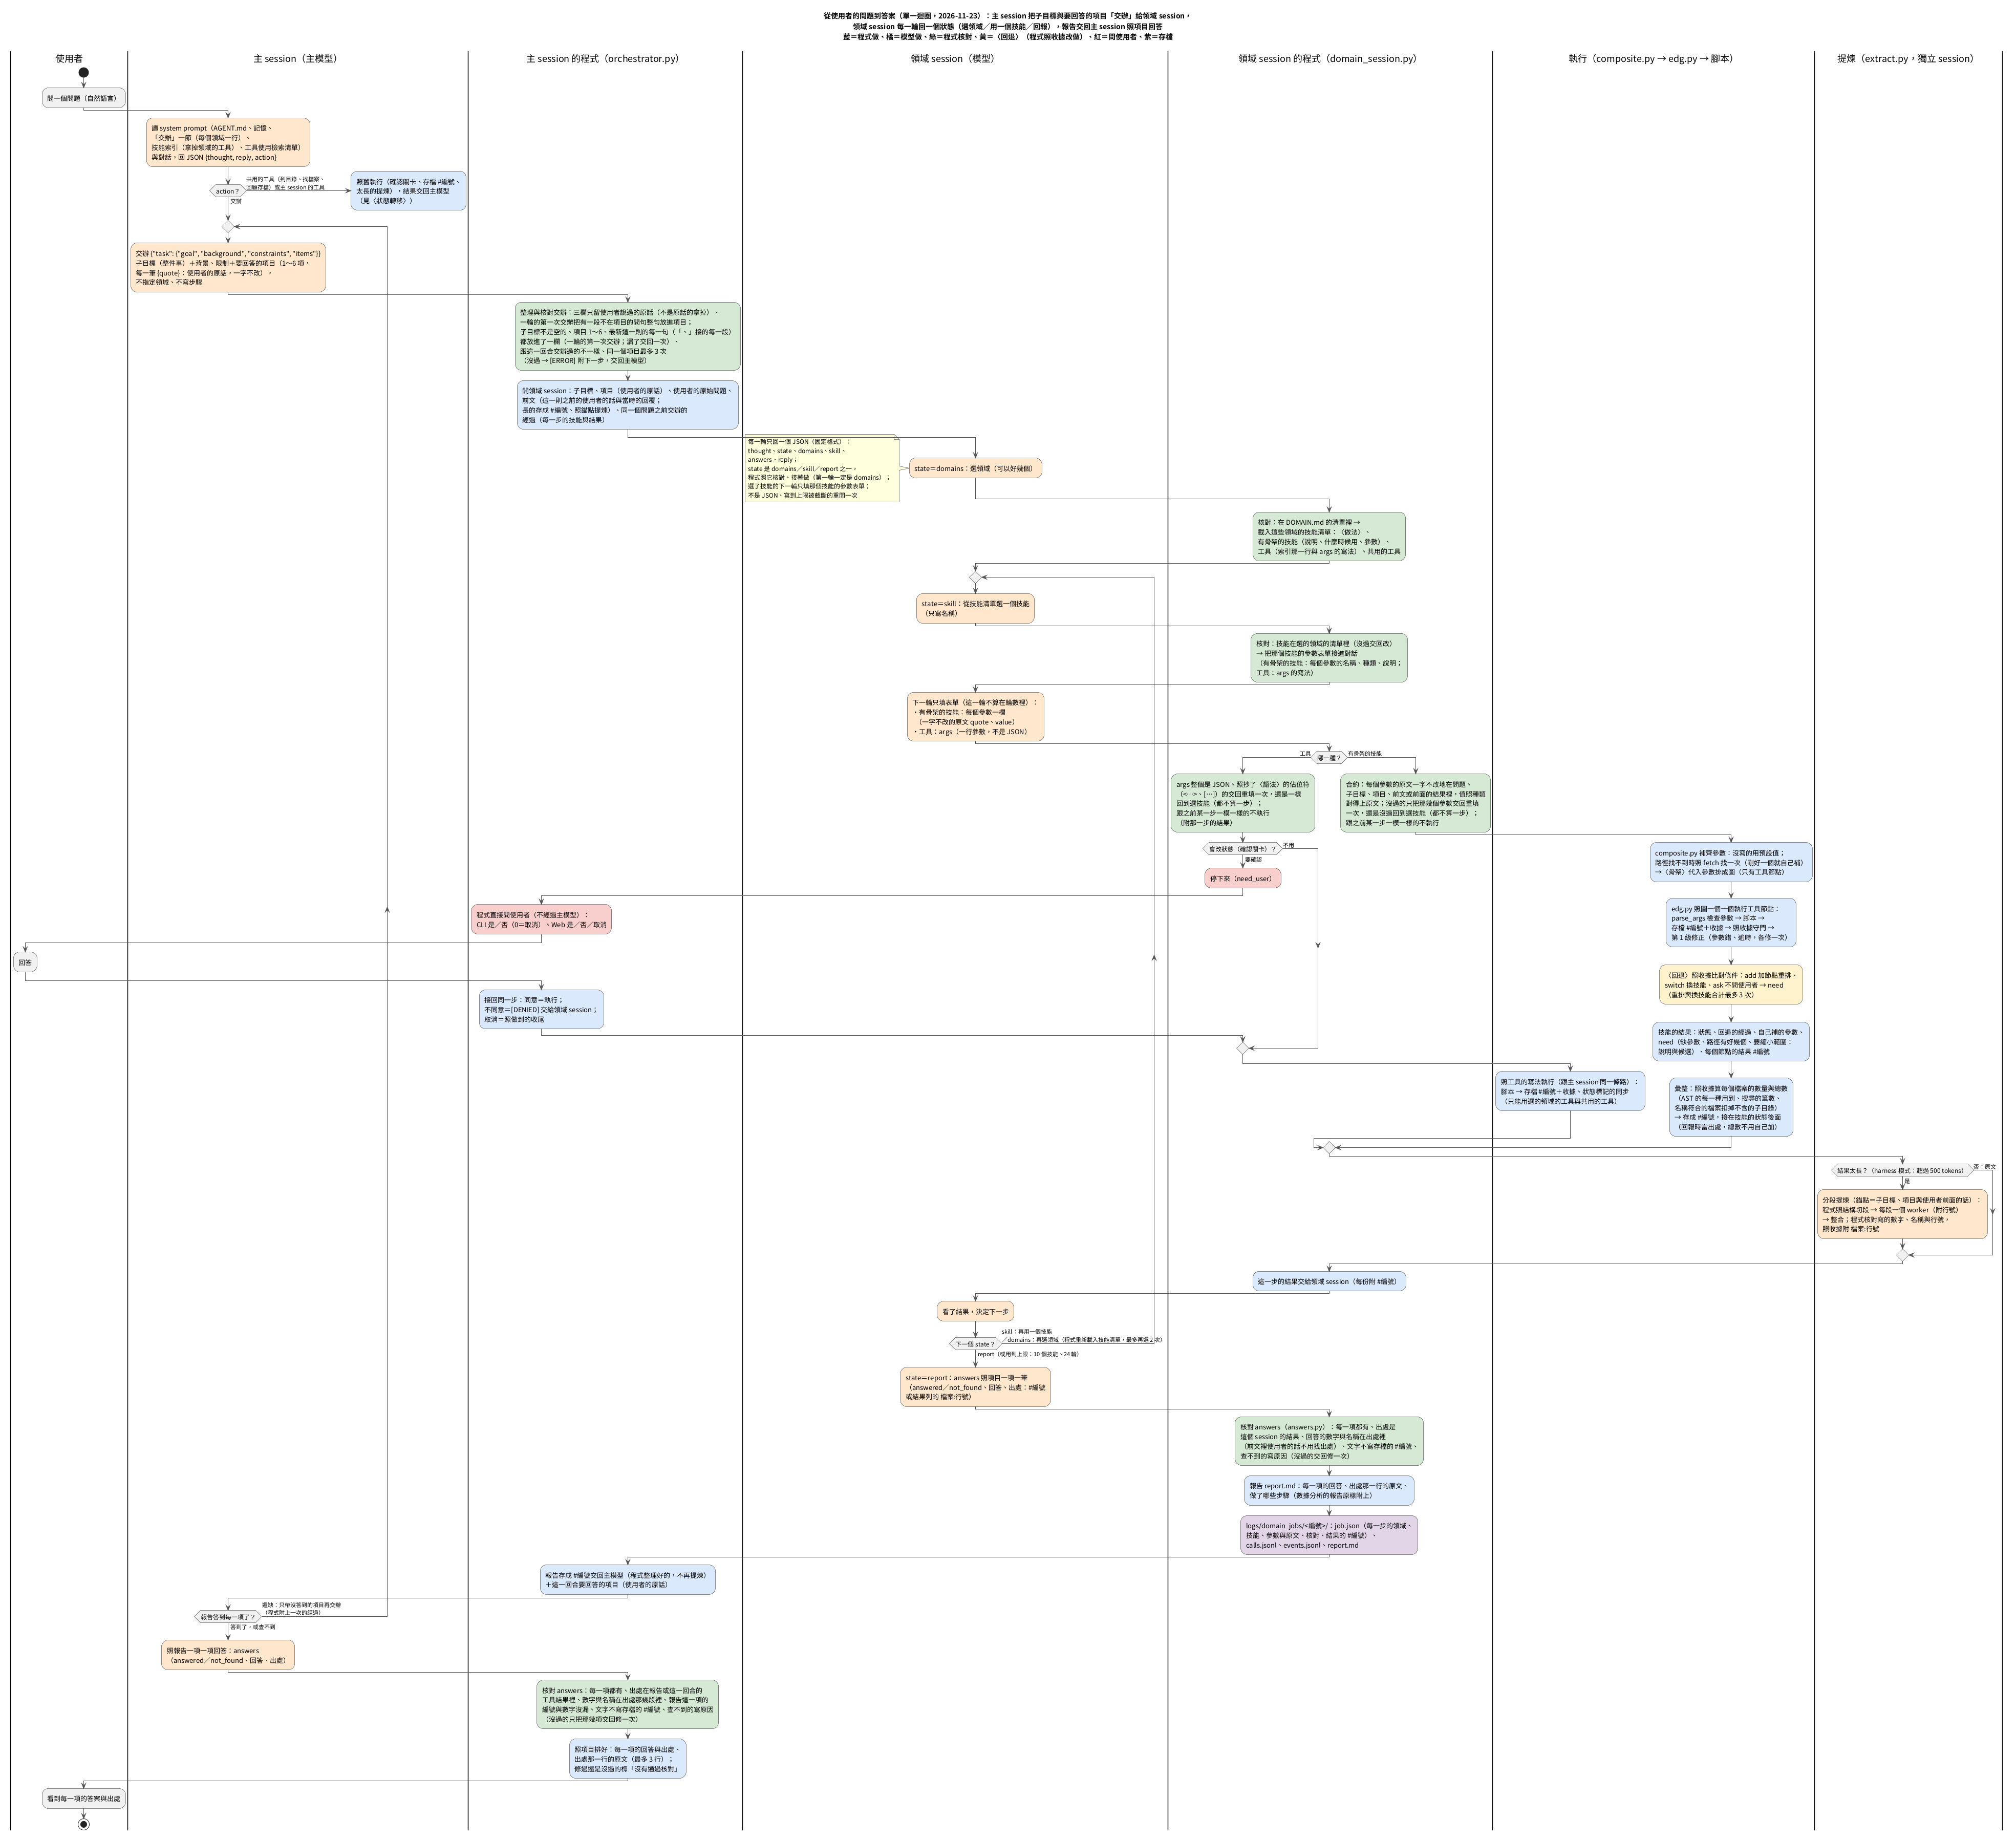 從使用者的問題到答案（單一迴圈，2026-11-23）：主 session 把子目標與要回答的項目「交辦」給領域 session，
領域 session 每一輪回一個狀態（選領域／用一個技能／回報），報告交回主 session 照項目回答
藍＝程式做、橘＝模型做、綠＝程式核對、黃＝〈回退〉（程式照收據改做）、紅＝問使用者、紫＝存檔
使用者
主 session（主模型）
主 session 的程式（orchestrator.py）
領域 session（模型）
領域 session 的程式（domain_session.py）
執行（composite.py → edg.py → 腳本）
提煉（extract.py，獨立 session）
問一個問題（自然語言）
讀 system prompt（AGENT.md、記憶、
「交辦」一節（每個領域一行）、
技能索引（拿掉領域的工具）、工具使用檢索清單）
與對話，回 JSON {thought, reply, action}
action？
共用的工具（列目錄、找檔案、
回顧存檔）或主 session 的工具
交辦
照舊執行（確認關卡、存檔 #編號、
太長的提煉），結果交回主模型
（見〈狀態轉移〉）
交辦 {"task": {"goal", "background", "constraints", "items"}}
子目標（整件事）＋背景、限制＋要回答的項目（1～6 項，
每一筆 {quote}：使用者的原話，一字不改），
不指定領域、不寫步驟
整理與核對交辦：三欄只留使用者說過的原話（不是原話的拿掉）、
一輪的第一次交辦把有一段不在項目的問句整句放進項目；
子目標不是空的、項目 1～6、最新這一則的每一句（「、」接的每一段）
都放進了一欄（一輪的第一次交辦；漏了交回一次）、
跟這一回合交辦過的不一樣、同一個項目最多 3 次
（沒過 → [ERROR] 附下一步，交回主模型）
開領域 session：子目標、項目（使用者的原話）、使用者的原始問題、
前文（這一則之前的使用者的話與當時的回覆；
長的存成 #編號、照錨點提煉）、同一個問題之前交辦的
經過（每一步的技能與結果）
每一輪只回一個 JSON（固定格式）：
thought、state、domains、skill、
answers、reply；
state 是 domains／skill／report 之一，
程式照它核對、接著做（第一輪一定是 domains）；
選了技能的下一輪只填那個技能的參數表單；
不是 JSON、寫到上限被截斷的重問一次
state＝domains：選領域（可以好幾個）
核對：在 DOMAIN.md 的清單裡 →
載入這些領域的技能清單：〈做法〉、
有骨架的技能（說明、什麼時候用、參數）、
工具（索引那一行與 args 的寫法）、共用的工具
state＝skill：從技能清單選一個技能
（只寫名稱）
核對：技能在選的領域的清單裡（沒過交回改）
→ 把那個技能的參數表單接進對話
（有骨架的技能：每個參數的名稱、種類、說明；
工具：args 的寫法）
下一輪只填表單（這一輪不算在輪數裡）：
・有骨架的技能：每個參數一欄
（一字不改的原文 quote、value）
・工具：args（一行參數，不是 JSON）
哪一種？
工具
有骨架的技能
args 整個是 JSON、照抄了〈語法〉的佔位符
（<…>、[…]）的交回重填一次，還是一樣
回到選技能（都不算一步）；
跟之前某一步一模一樣的不執行
（附那一步的結果）
合約：每個參數的原文一字不改地在問題、
子目標、項目、前文或前面的結果裡，值照種類
對得上原文；沒過的只把那幾個參數交回重填
一次，還是沒過回到選技能（都不算一步）；
跟之前某一步一模一樣的不執行
會改狀態（確認關卡）？
不用
要確認
停下來（need_user）
程式直接問使用者（不經過主模型）：
CLI 是／否（0＝取消）、Web 是／否／取消
回答
接回同一步：同意＝執行；
不同意＝[DENIED] 交給領域 session；
取消＝照做到的收尾
composite.py 補齊參數：沒寫的用預設值；
路徑找不到時照 fetch 找一次（剛好一個就自己補）
→〈骨架〉代入參數排成圖（只有工具節點）
edg.py 照圖一個一個執行工具節點：
parse_args 檢查參數 → 腳本 →
存檔 #編號＋收據 → 照收據守門 →
第 1 級修正（參數錯、逾時，各修一次）
〈回退〉照收據比對條件：add 加節點重排、
switch 換技能、ask 不問使用者 → need
（重排與換技能合計最多 3 次）
技能的結果：狀態、回退的經過、自己補的參數、
need（缺參數、路徑有好幾個、要縮小範圍：
說明與候選）、每個節點的結果 #編號
照工具的寫法執行（跟主 session 同一條路）：
腳本 → 存檔 #編號＋收據、狀態標記的同步
（只能用選的領域的工具與共用的工具）
彙整：照收據算每個檔案的數量與總數
（AST 的每一種用到、搜尋的筆數、
名稱符合的檔案扣掉不含的子目錄）
→ 存成 #編號，接在技能的狀態後面
（回報時當出處，總數不用自己加）
結果太長？（harness 模式：超過 500 tokens）
否：原文
是
分段提煉（錨點＝子目標、項目與使用者前面的話）：
程式照結構切段 → 每段一個 worker（附行號）
→ 整合；程式核對寫的數字、名稱與行號，
照收據附 檔案:行號
這一步的結果交給領域 session（每份附 #編號）
看了結果，決定下一步
下一個 state？
skill：再用一個技能
／domains：再選領域（程式重新載入技能清單，最多再選 2 次）
report（或用到上限：10 個技能、24 輪）
state＝report：answers 照項目一項一筆
（answered／not_found、回答、出處：#編號
或結果列的 檔案:行號）
核對 answers（answers.py）：每一項都有、出處是
這個 session 的結果、回答的數字與名稱在出處裡
（前文裡使用者的話不用找出處）、文字不寫存檔的 #編號、
查不到的寫原因（沒過的交回修一次）
報告 report.md：每一項的回答、出處那一行的原文、
做了哪些步驟（數據分析的報告原樣附上）
logs/domain_jobs/<編號>/：job.json（每一步的領域、
技能、參數與原文、核對、結果的 #編號）、
calls.jsonl、events.jsonl、report.md
報告存成 #編號交回主模型（程式整理好的，不再提煉）
＋這一回合要回答的項目（使用者的原話）
報告答到每一項了？
還缺：只帶沒答到的項目再交辦
（程式附上一次的經過）
答到了，或查不到
照報告一項一項回答：answers
（answered／not_found、回答、出處）
核對 answers：每一項都有、出處在報告或這一回合的
工具結果裡、數字與名稱在出處那幾段裡、報告這一項的
編號與數字沒漏、文字不寫存檔的 #編號、查不到的寫原因
（沒過的只把那幾項交回修一次）
照項目排好：每一項的回答與出處、
出處那一行的原文（最多 3 行）；
修過還是沒過的標「沒有通過核對」
看到每一項的答案與出處